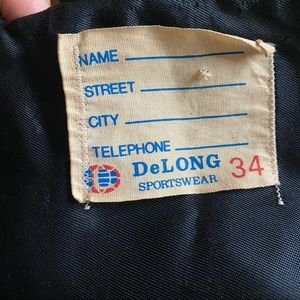 NAME
STREET
CITY
TELEPHONE
DeLONG 34
SPORTSWEAR